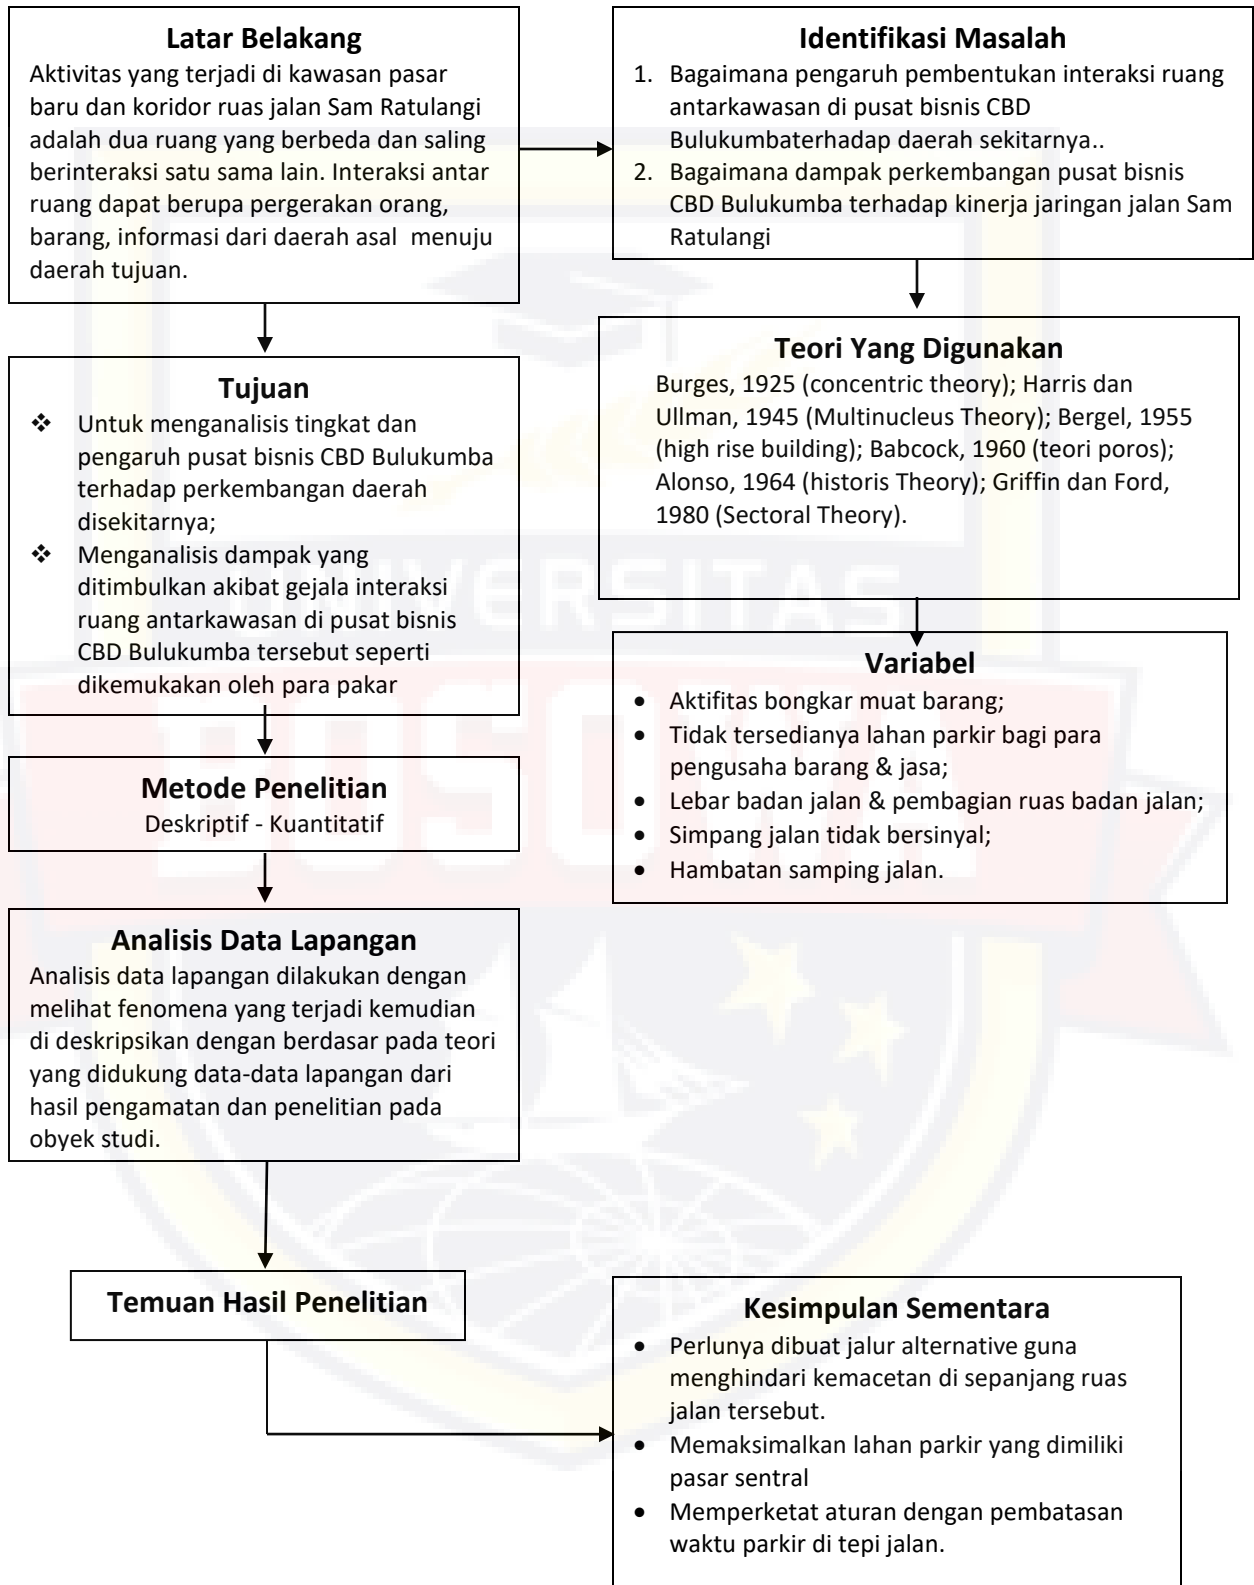 Latar Belakang
Aktivitas yang terjadi di kawasan pasar
baru dan koridor ruas jalan Sam Ratulangi
adalah dua ruang yang berbeda dan saling
berinteraksi satu sama lain. Interaksi antar
ruang dapat berupa pergerakan orang,
barang, informasi dari daerah asal menuju
daerah tujuan.
Identifikasi Masalah
1. Bagaimana pengaruh pembentukan interaksi ruang
antarkawasan di pusat bisnis CBD
Bulukumbaterhadap daerah sekitarnya..
2. Bagaimana dampak perkembangan pusat bisnis
CBD Bulukumba terhadap kinerja jaringan jalan Sam
Ratulangi
Teori Yang Digunakan
Burges, 1925 (concentric theory); Harris dan
Ullman, 1945 (Multinucleus Theory); Bergel, 1955
(high rise building); Babcock, 1960 (teori poros);
Alonso, 1964 (historis Theory); Griffin dan Ford,
1980 (Sectoral Theory).
Tujuan
❖ Untuk menganalisis tingkat dan
pengaruh pusat bisnis CBD Bulukumba
terhadap perkembangan daerah
disekitarnya;
❖ Menganalisis dampak yang
ditimbulkan akibat gejala interaksi
ruang antarkawasan di pusat bisnis
CBD Bulukumba tersebut seperti
dikemukakan oleh para pakar
Variabel
• Aktifitas bongkar muat barang;
• Tidak tersedianya lahan parkir bagi para
pengusaha barang & jasa;
• Lebar badan jalan & pembagian ruas badan jalan;
• Simpang jalan tidak bersinyal;
• Hambatan samping jalan.
Metode Penelitian
Deskriptif - Kuantitatif
Analisis Data Lapangan
Analisis data lapangan dilakukan dengan
melihat fenomena yang terjadi kemudian
di deskripsikan dengan berdasar pada teori
yang didukung data-data lapangan dari
hasil pengamatan dan penelitian pada
obyek studi.
Temuan Hasil Penelitian
Kesimpulan Sementara
• Perlunya dibuat jalur alternative guna
menghindari kemacetan di sepanjang ruas
jalan tersebut.
• Memaksimalkan lahan parkir yang dimiliki
pasar sentral
• Memperketat aturan dengan pembatasan
waktu parkir di tepi jalan.
UNIVERSITAS
BOSOWA